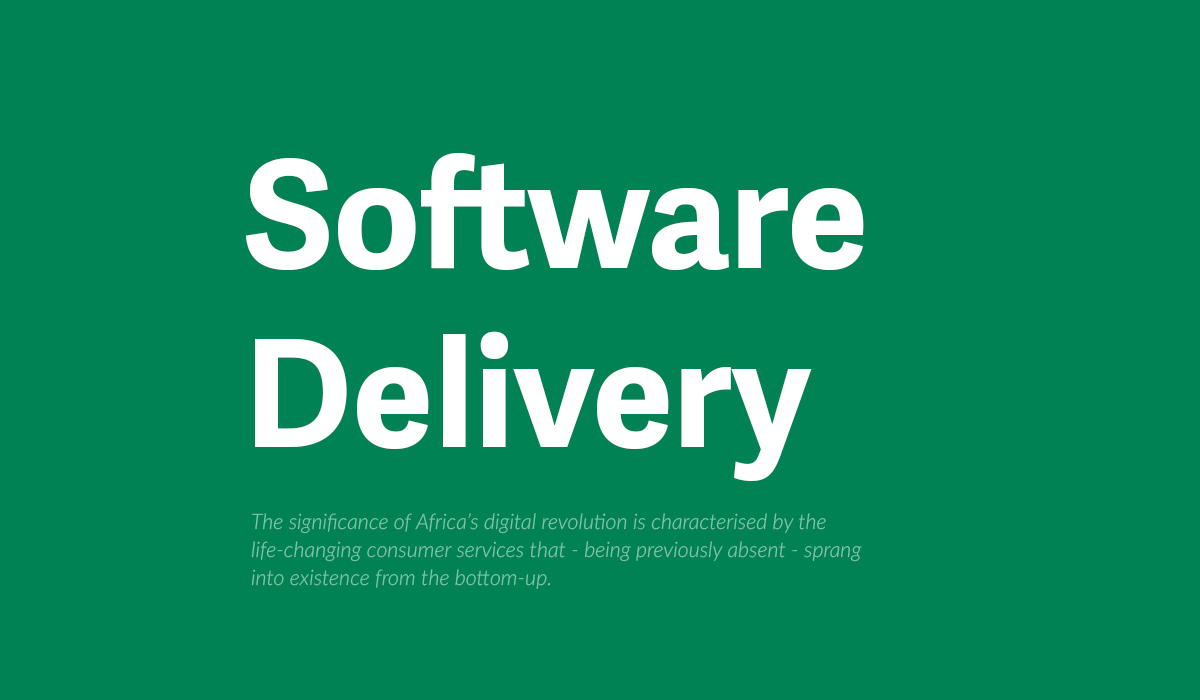 Software
Delivery
The significance of Africa’s digital revolution is characterised by the
life-changing consumer services that - being previously absent - sprang
into existence from the bottom-up.